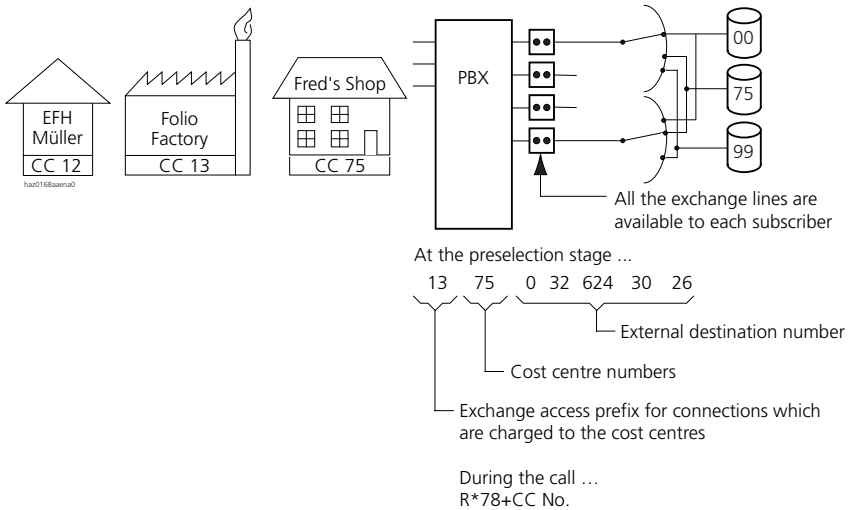 EFH
Müller
CC 12
haz0168aaena0
Folio
Factory
CC 13
Fred's Shop
CC 75
PBX
00
75
99
All the exchange lines are
available to each subscriber
At the preselection stage ...
13 75 0 32 624 30 26
External destination number
Cost centre numbers
Exchange access prefix for connections which
are charged to the cost centres
During the call …
R*78+CC No.